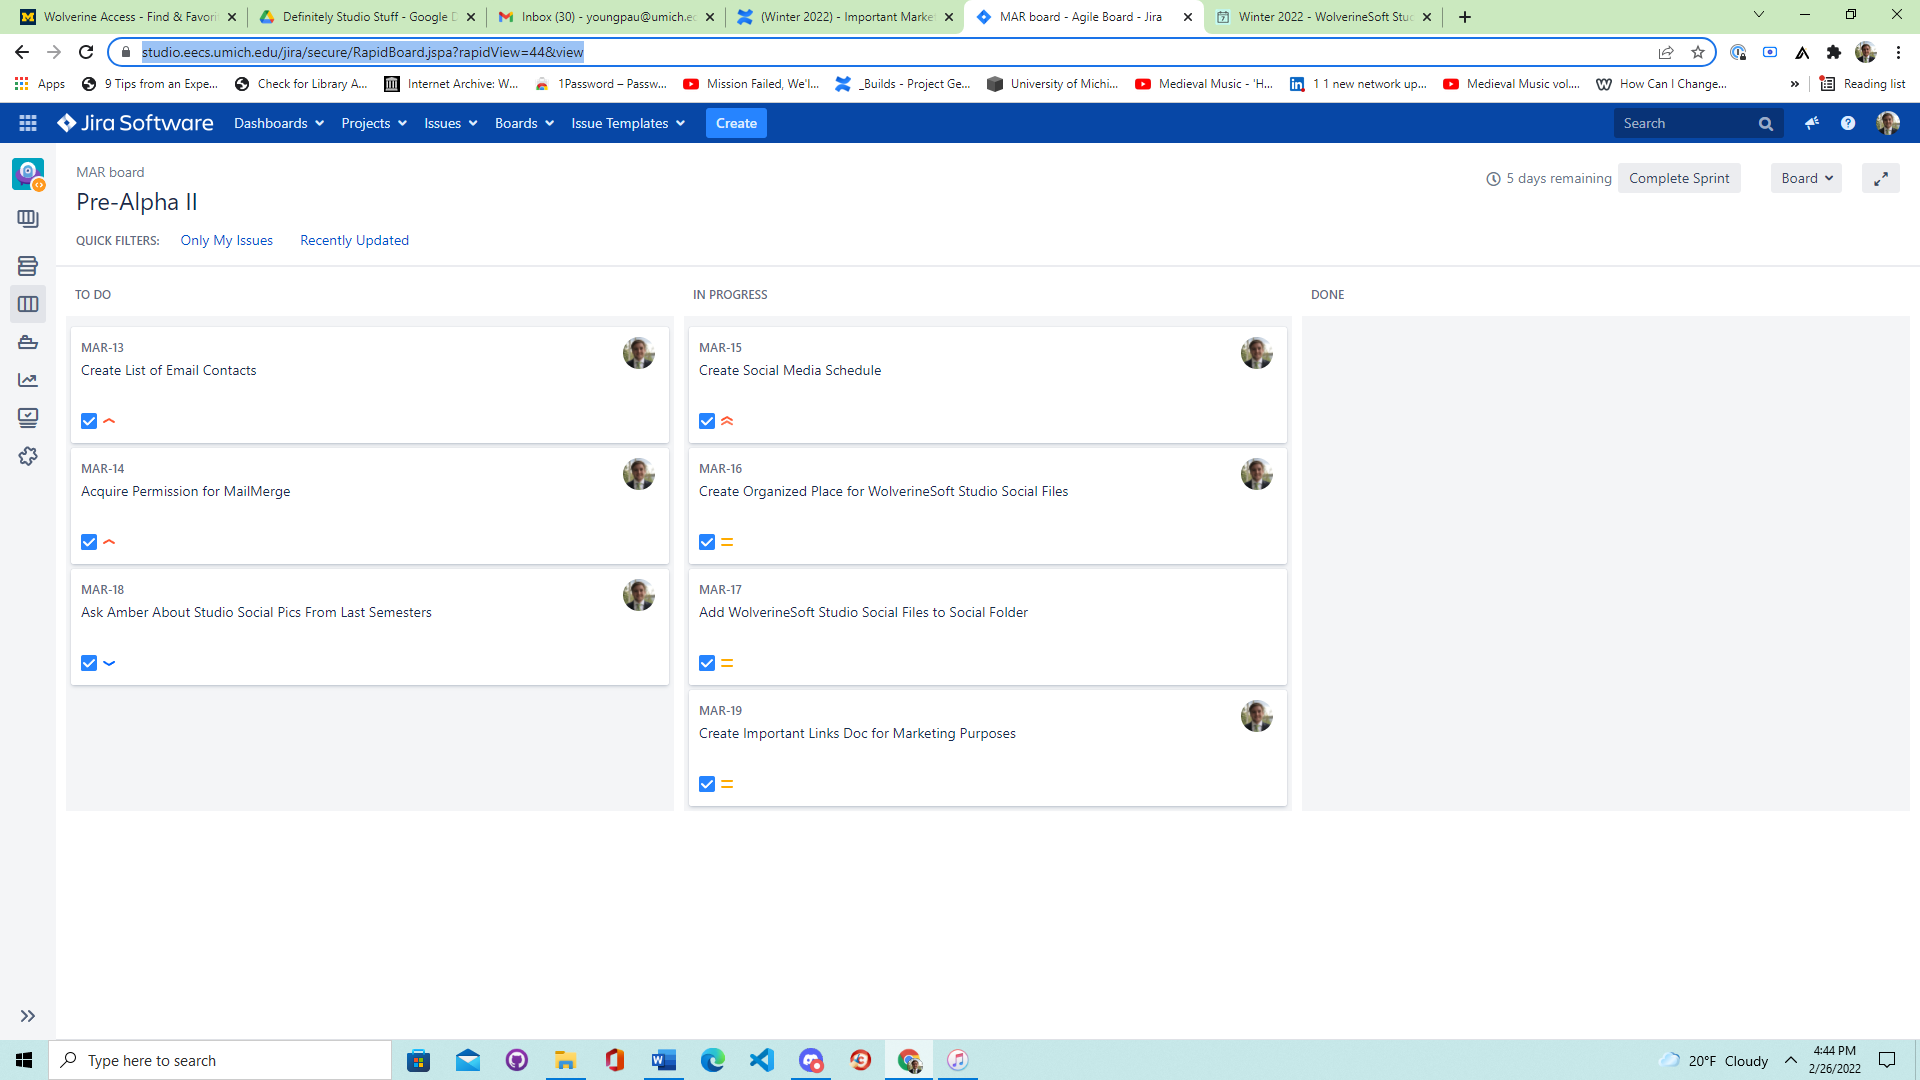 Wolverine Access - Find & Favori
Definitely Studio Stuff - Google D
Inbox (30) - youngpau@umich.ed
(Winter 2022) - Important Market
MAR board - Agile Board - Jira
Winter 2022 - WolverineSoft Stud
studio.eecs.umich.edu/jira/secure/RapidBoard.jspa?rapidView=44&view
Apps
9 Tips from an Expe...
Check for Library A...
Internet Archive: W...
1Password – Passw...
Mission Failed, We'l...
_Builds - Project Ge...
University of Michi...
Medieval Music - 'H...
1 1 new network up...
Medieval Music vol....
How Can I Change...
»
Reading list
Jira Software
Dashboards
Projects
Issues
Boards
Issue Templates
Create
Search
MAR board
Pre-Alpha II
5 days remaining
Complete Sprint
Board
QUICK FILTERS:
Only My Issues
Recently Updated
TO DO
IN PROGRESS
DONE
MAR-13
Create List of Email Contacts
MAR-14
Acquire Permission for MailMerge
MAR-18
Ask Amber About Studio Social Pics From Last Semesters
MAR-15
Create Social Media Schedule
MAR-16
Create Organized Place for WolverineSoft Studio Social Files
MAR-17
Add WolverineSoft Studio Social Files to Social Folder
MAR-19
Create Important Links Doc for Marketing Purposes
Type here to search
20°F Cloudy
4:44 PM
2/26/2022